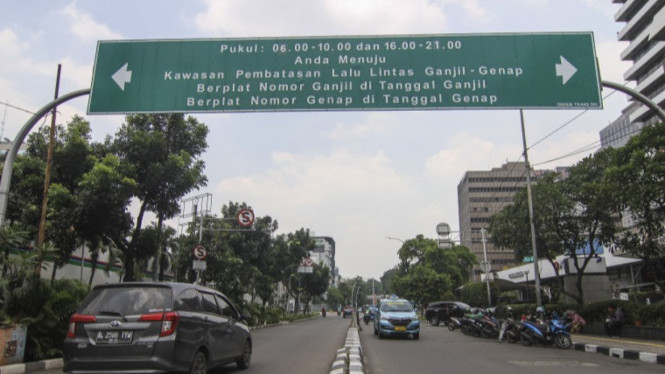 Pukul : 06.00-10.00 dan 16.00-21.00
Anda Menuju
Kawasan Pembatasan Lalu Lintas Ganjil-Genap
Berplat Nomor Ganjil di Tanggal Ganjil
Berplat Nomor Genap di Tanggal Genap
S
S